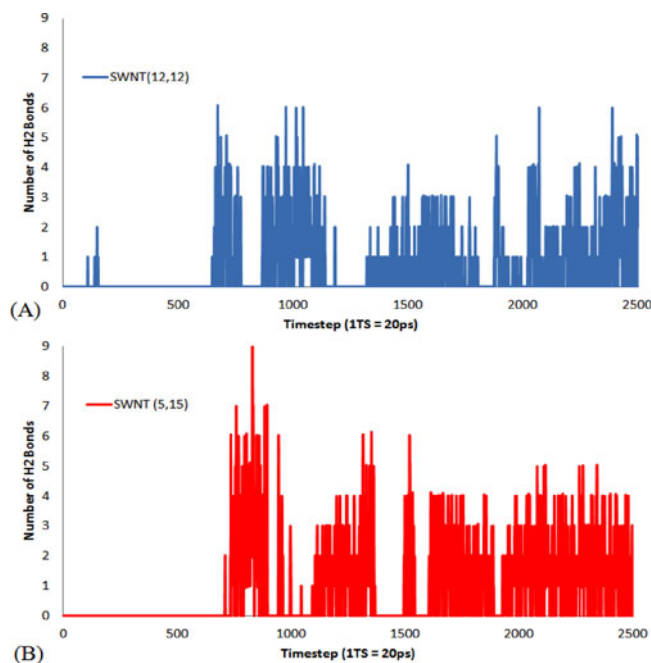 9
8
7
6
5
4
3
2
1
0
Number of H2 Bonds
SWNT(12,12)
0 500 1000 1500 2000 2500
Timestep (1TS = 20ps)
(A)
9
8
7
6
5
4
3
2
1
0
Number of H2 Bonds
SWNT (5,15)
0 500 1000 1500 2000 2500
Timestep (1TS = 20ps)
(B)